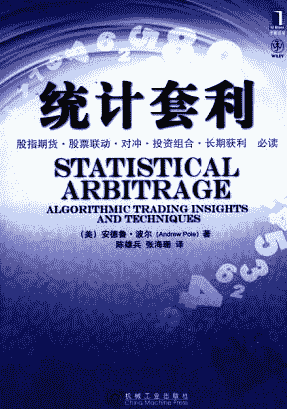 WILEY
统计套利
股指期货·股票联动·对冲·投资组合·长期获利 必读
STATISTICAL
ARBITRAGE
ALGORITHMIC TRADING INSIGHTS
AND TECHNIQUES
(美) 安德鲁·波尔 (Andrew Pole) 著
陈雄兵 张海珊 译
机械工业出版社
China Machine Press